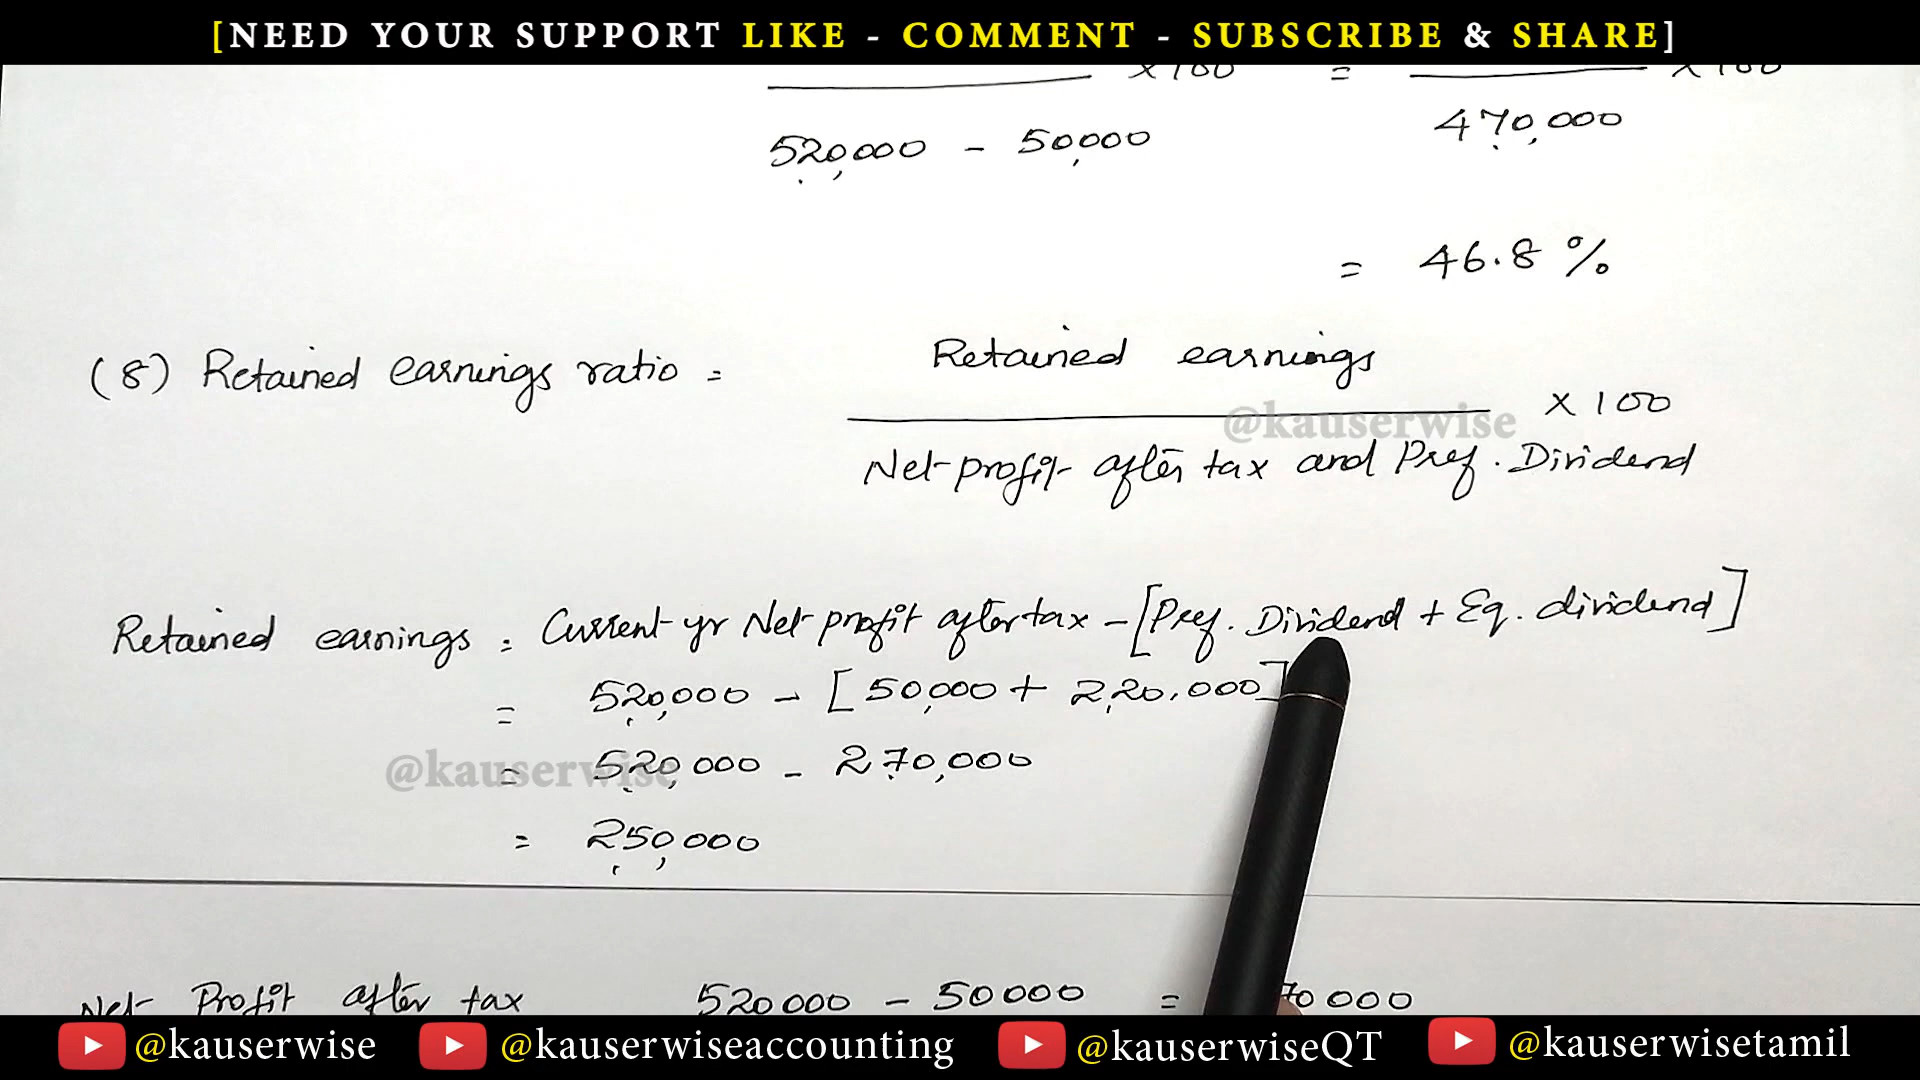 [NEED YOUR SUPPORT LIKE - COMMENT - SUBSCRIBE & SHARE]
x 100 = x 100
520,000 - 50,000 470,000
= 46.8 %
(8) Retained earnings ratio = Retained earnings x 100
@kauserwise
Net profit after tax and Pref. Dividend
Retained earnings = Current yr Net profit after tax - [Pref. Dividend + Eq. dividend]
= 520,000 - [50,000 + 2,20,000]
= 520,000 - 270,000
@kauserwise
= 250,000
Net Profit after tax 520000 - 50000 = 70000
@kauserwise @kauserwiseaccounting @kauserwiseQT @kauserwisetamil